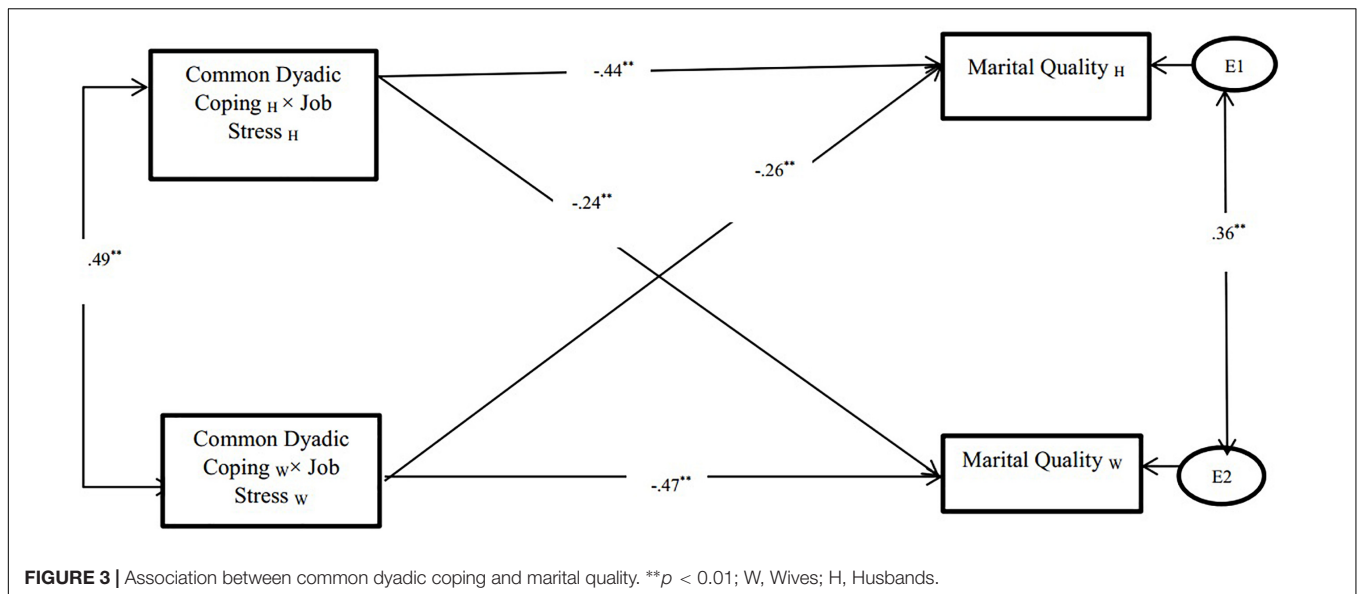 Common Dyadic
Coping H × Job
Stress H
-.44**
Marital Quality H
E1
-.26**
-.24**
.49**
.36**
Common Dyadic
Coping W× Job
Stress W
-.47**
Marital Quality W
E2
FIGURE 3 | Association between common dyadic coping and marital quality. **p < 0.01; W, Wives; H, Husbands.